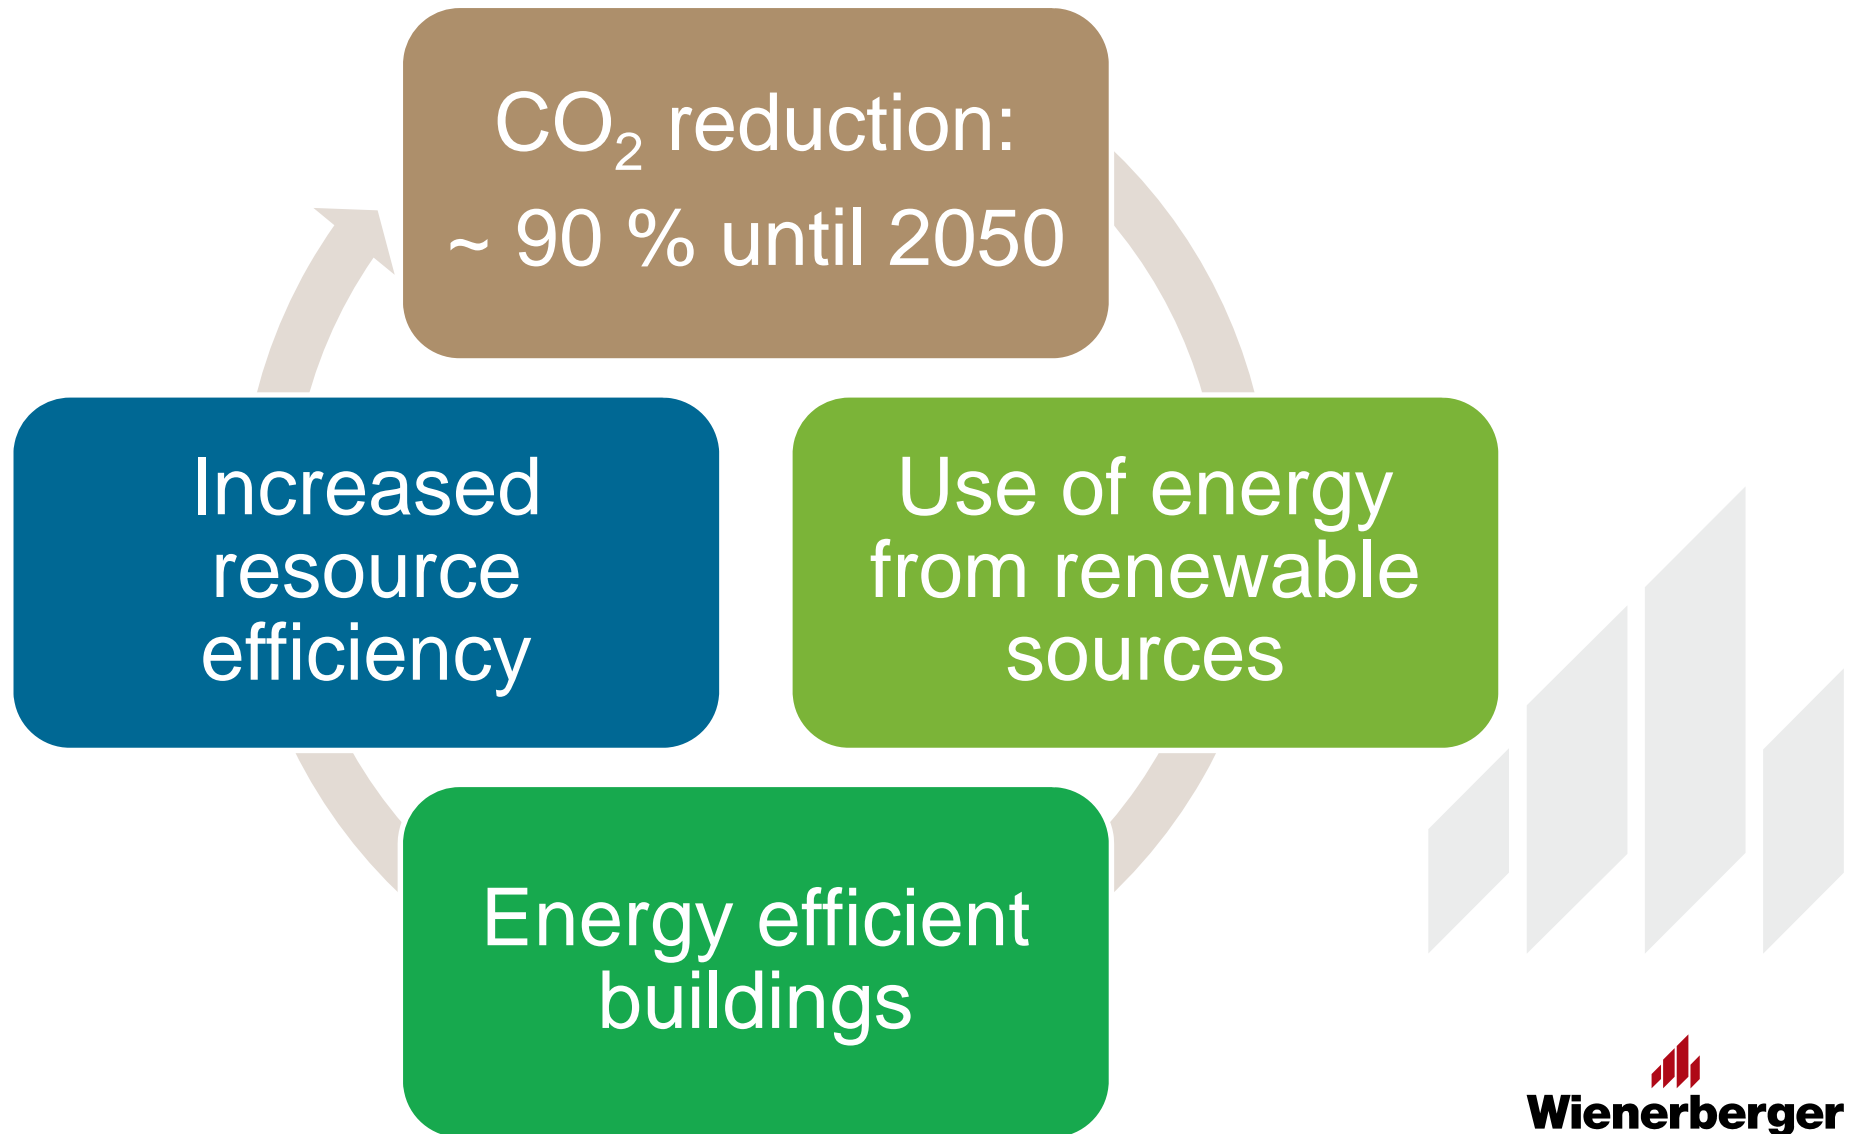 CO₂ reduction:
~ 90 % until 2050
Increased
resource
efficiency
Use of energy
from renewable
sources
Energy efficient
buildings
Wienerberger